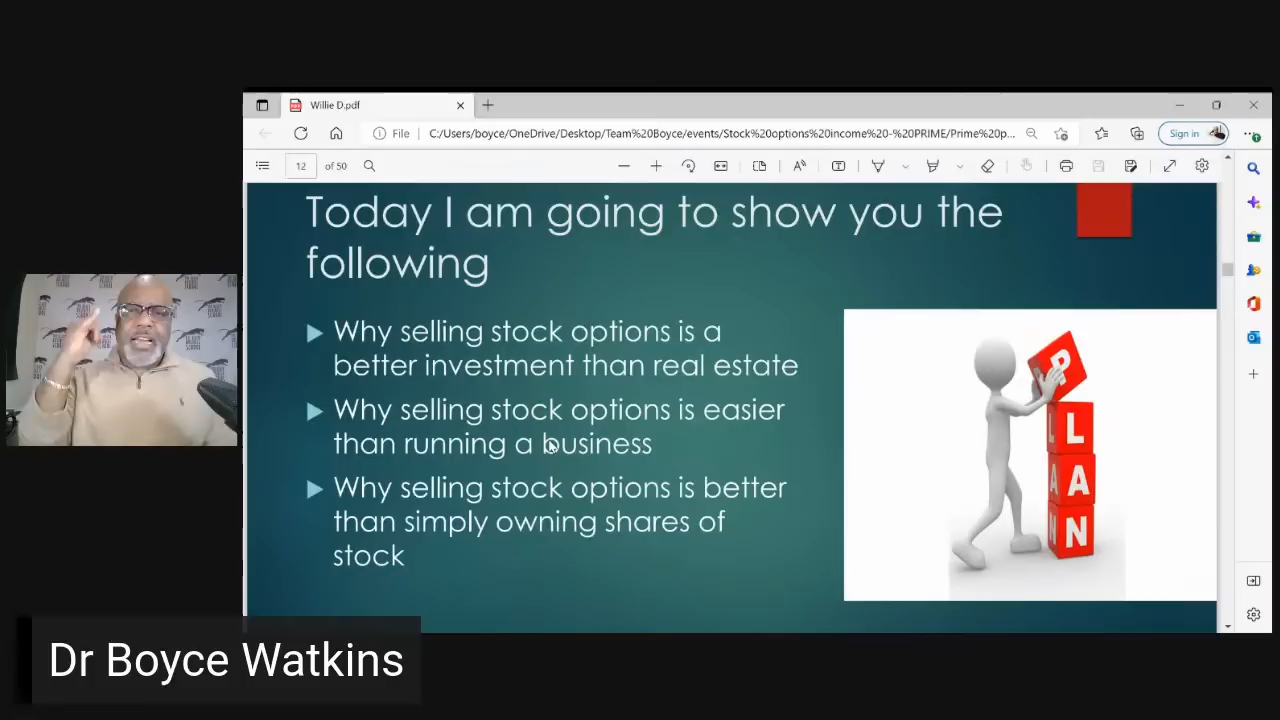 Willie D.pdf
File
C:/Users/boyce/OneDrive/Desktop/Team%20Boyce/events/Stock%20options%20income%20-%20PRIME/Prime%20p...
Sign in
12 of 50
Today I am going to show you the
following
Why selling stock options is a
better investment than real estate
Why selling stock options is easier
than running a business
Why selling stock options is better
than simply owning shares of
stock
P
L
A
N
Dr Boyce Watkins